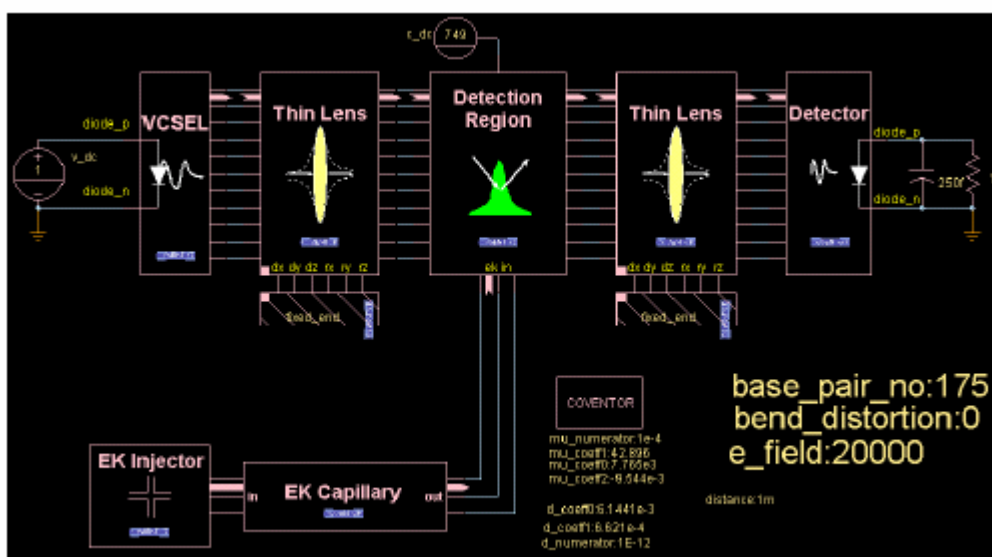 s_dc
749
VCSEL
Thin Lens
Detection
Region
Thin Lens
Detector
diode_p
v_dc
diode_n
diode_p
250f
diode_n
dx dy dz rx ry rz
fixed_end
ek in
dx dy dz rx ry rz
fixed_end
EK Injector
in
EK Capillary
out
COVENTOR
mu_numerator:1e-4
mu_coeff1:42.896
mu_coeff0:7.765e3
mu_coeff2:-9.544e-3
d_coeff0:6.1441e-3
d_coeff1:6.621e-4
d_numerator:1E-12
distance:1m
base_pair_no:175
bend_distortion:0
e_field:20000